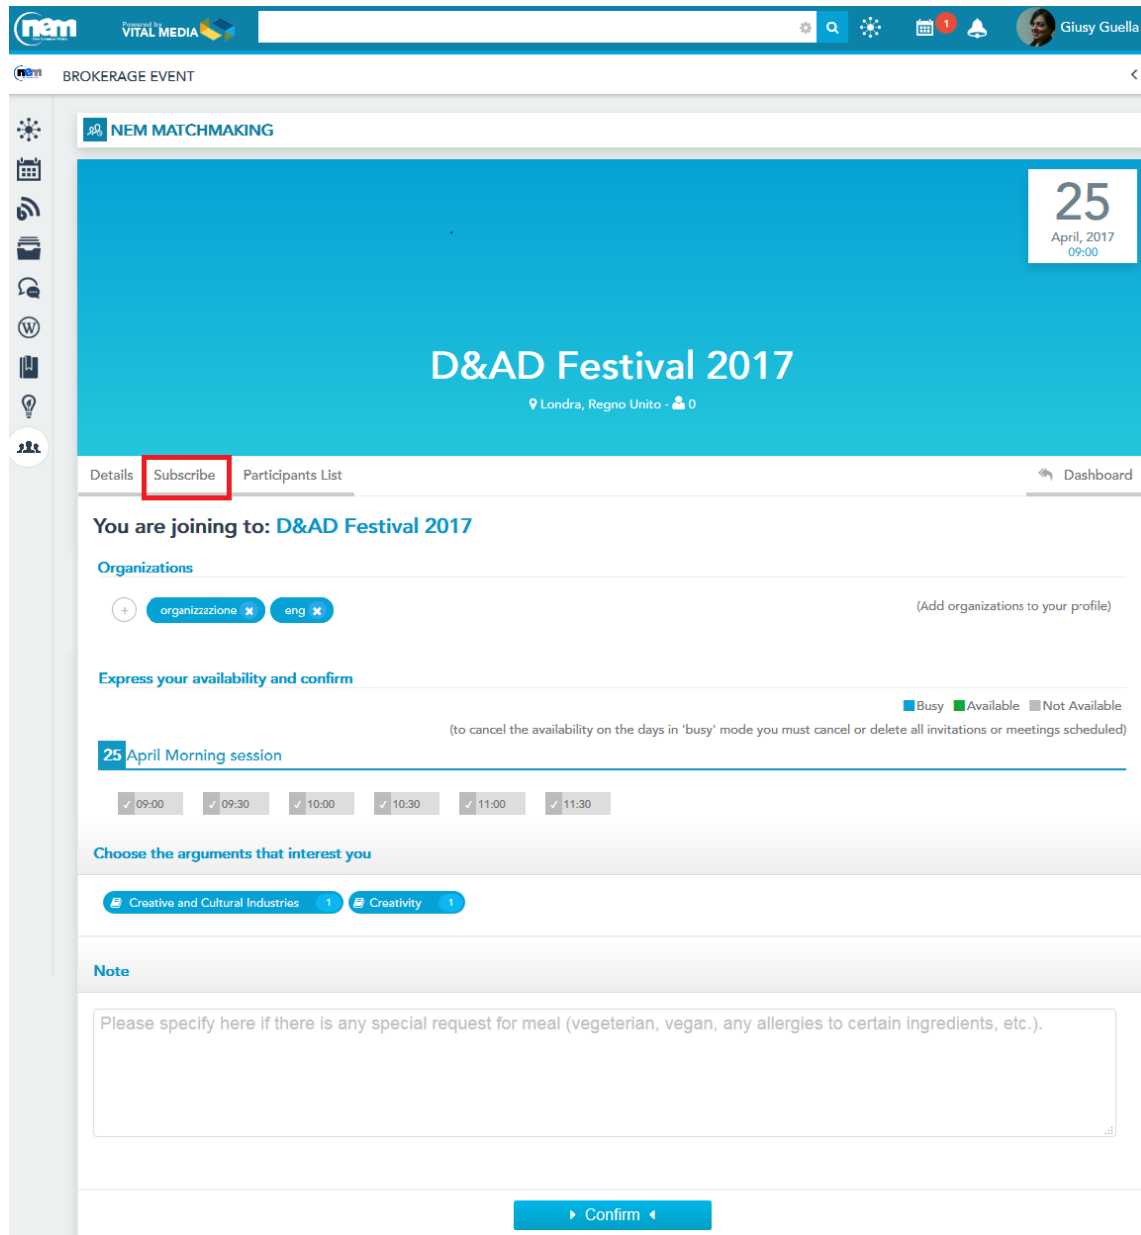 nem Powered by VITAL MEDIA 1 Giusy Guella
nem BROKERAGE EVENT
NEM MATCHMAKING
25
April, 2017
09:00
D&AD Festival 2017
Londra, Regno Unito - 0
Details Subscribe Participants List Dashboard
You are joining to: D&AD Festival 2017
Organizations
+ organizzazione x eng x (Add organizations to your profile)
Express your availability and confirm
Busy Available Not Available
(to cancel the availability on the days in 'busy' mode you must cancel or delete all invitations or meetings scheduled)
25 April Morning session
09:00 09:30 10:00 10:30 11:00 11:30
Choose the arguments that interest you
Creative and Cultural Industries 1 Creativity 1
Note
Please specify here if there is any special request for meal (vegeterian, vegan, any allergies to certain ingredients, etc.).
Confirm